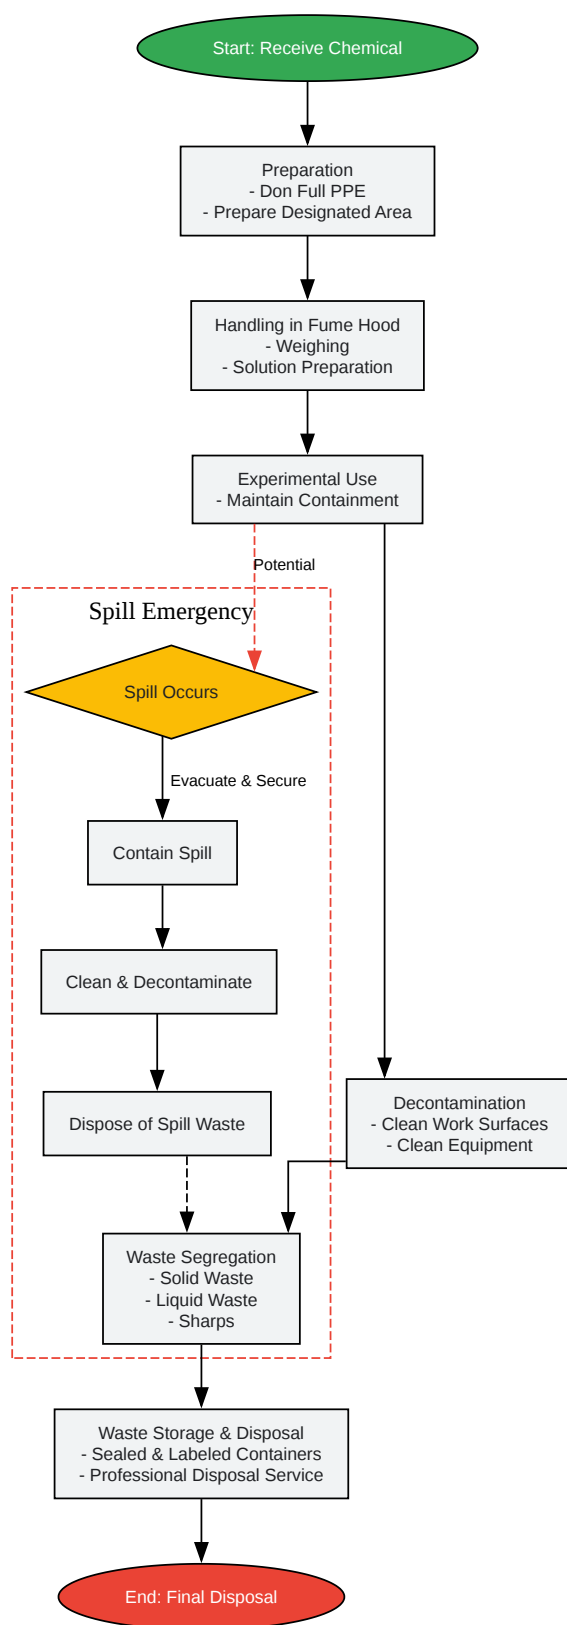 Start: Receive Chemical
Preparation
- Don Full PPE
- Prepare Designated Area
Handling in Fume Hood
- Weighing
- Solution Preparation
Experimental Use
- Maintain Containment
Potential
Spill Emergency
Spill Occurs
Evacuate & Secure
Contain Spill
Clean & Decontaminate
Dispose of Spill Waste
Decontamination
- Clean Work Surfaces
- Clean Equipment
Waste Segregation
- Solid Waste
- Liquid Waste
- Sharps
Waste Storage & Disposal
- Sealed & Labeled Containers
- Professional Disposal Service
End: Final Disposal